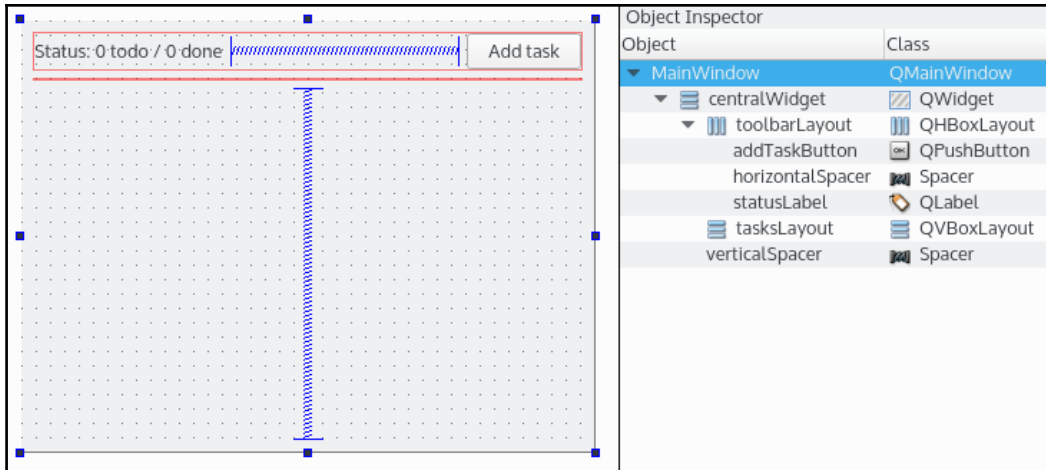 Status: 0 todo / 0 done
Add task
Object Inspector
Object Class
MainWindow QMainWindow
centralWidget QWidget
toolbarLayout QHBoxLayout
addTaskButton QPushButton
horizontalSpacer Spacer
statusLabel QLabel
tasksLayout QVBoxLayout
verticalSpacer Spacer